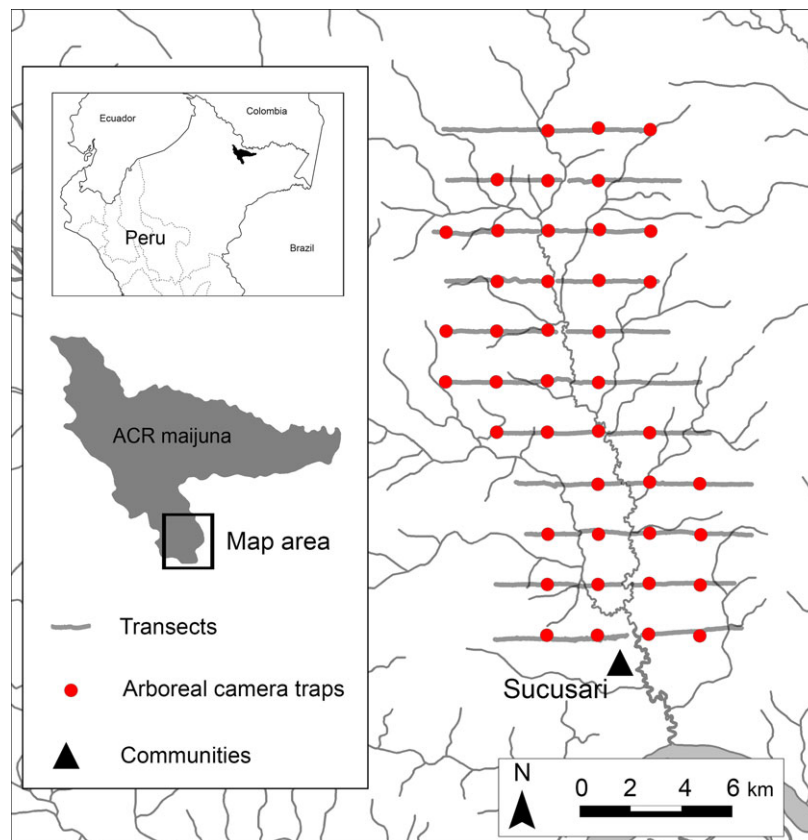 Ecuador
Colombia
Peru
Brazil
ACR maijuna
Map area
Transects
Arboreal camera traps
Communities
Sucusari
N
0 2 4 6 km